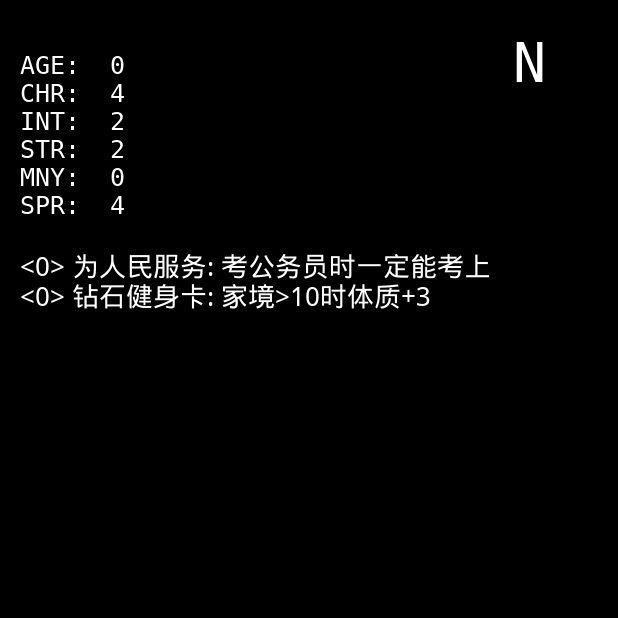 N
AGE: 0
CHR: 4
INT: 2
STR: 2
MNY: 0
SPR: 4
<0> 为人民服务: 考公务员时一定能考上
<0> 钻石健身卡: 家境>10时体质+3